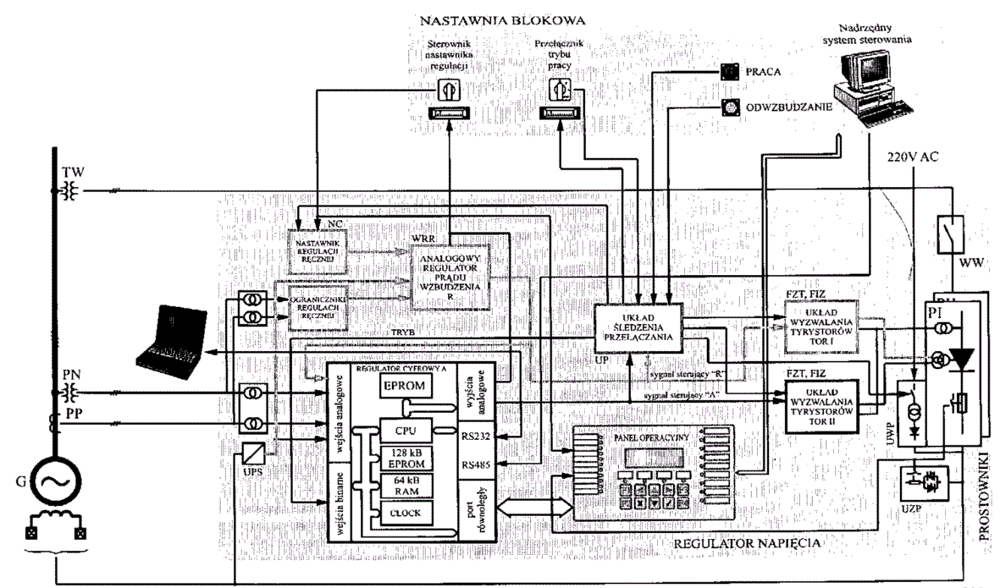 NASTAWNIA BLOKOWA
Sterownik
nastawnika
regulacji
Przełącznik
trybu
pracy
Nadrzędny
system sterowania
PRACA
ODWZBUDZANIE
220V AC
TW
NC
NASTAWNIK
REGULACJI
RĘCZNEJ
WRR
ANALOGOWY
REGULATOR
PRĄDU
WZBUDZENIA
R
WW
OGRANICZNIKI
REGULACJI
RĘCZNEJ
UKŁAD
ŚLEDZENIA
PRZEŁĄCZANIA
UP
FZT, FIZ
UKŁAD
WYZWALANIA
TYRYSTORÓW
TOR I
PI
TRYB
REGULATOR CYFROWY A
sygnał sterujący "R"
sygnał sterujący "A"
FZT, FIZ
UKŁAD
WYZWALANIA
TYRYSTORÓW
TOR II
PN
PP
wejścia analogowe
wejścia binarne
EPROM
CPU
128 kB
EPROM
64 kB
RAM
CLOCK
wyjścia
analogowe
RS232
RS485
port
równoległy
PANEL OPERACYJNY
UPS
G
UWP
UZP
PROSTOWNIKI
REGULATOR NAPIĘCIA